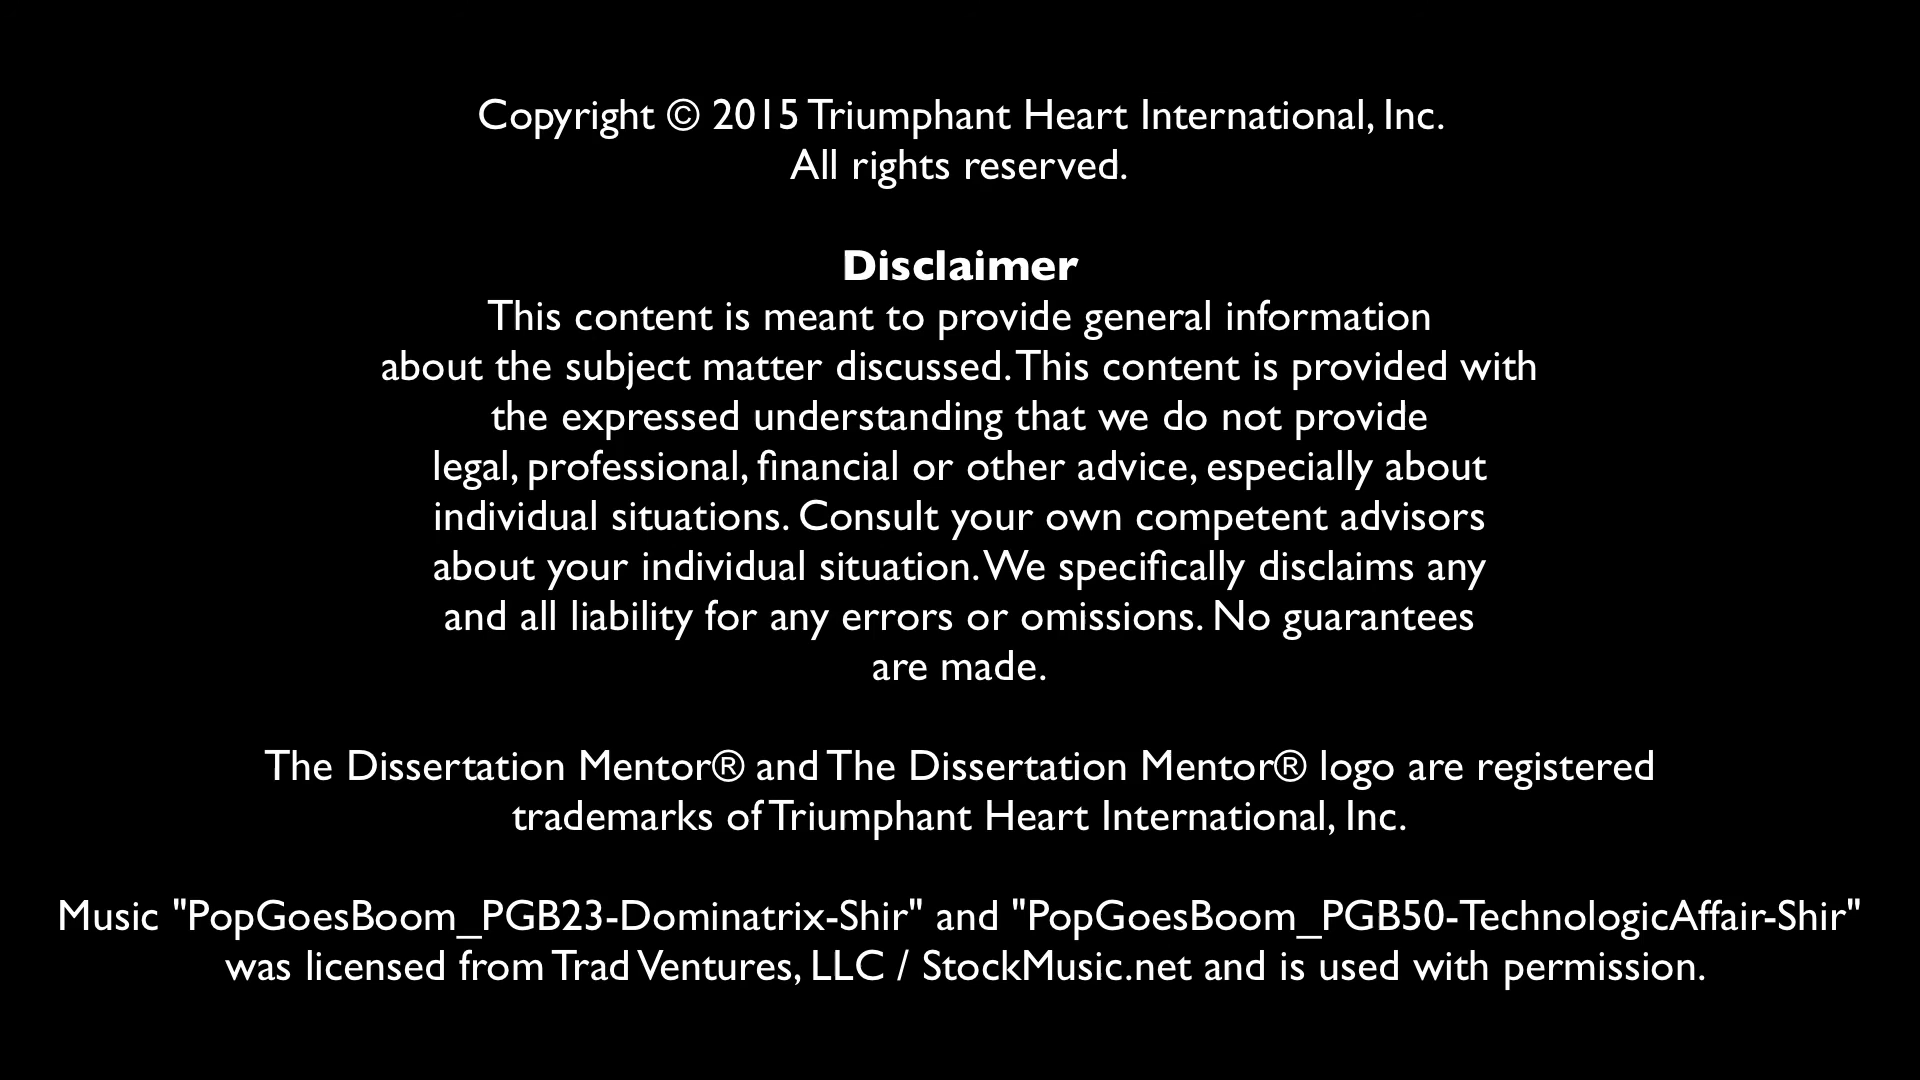 Copyright © 2015 Triumphant Heart International, Inc.
All rights reserved.
Disclaimer
This content is meant to provide general information
about the subject matter discussed. This content is provided with
the expressed understanding that we do not provide
legal, professional, financial or other advice, especially about
individual situations. Consult your own competent advisors
about your individual situation. We specifically disclaims any
and all liability for any errors or omissions. No guarantees
are made.
The Dissertation Mentor® and The Dissertation Mentor® logo are registered
trademarks of Triumphant Heart International, Inc.
Music "PopGoesBoom_PGB23-Dominatrix-Shir" and "PopGoesBoom_PGB50-TechnologicAffair-Shir"
was licensed from Trad Ventures, LLC / StockMusic.net and is used with permission.